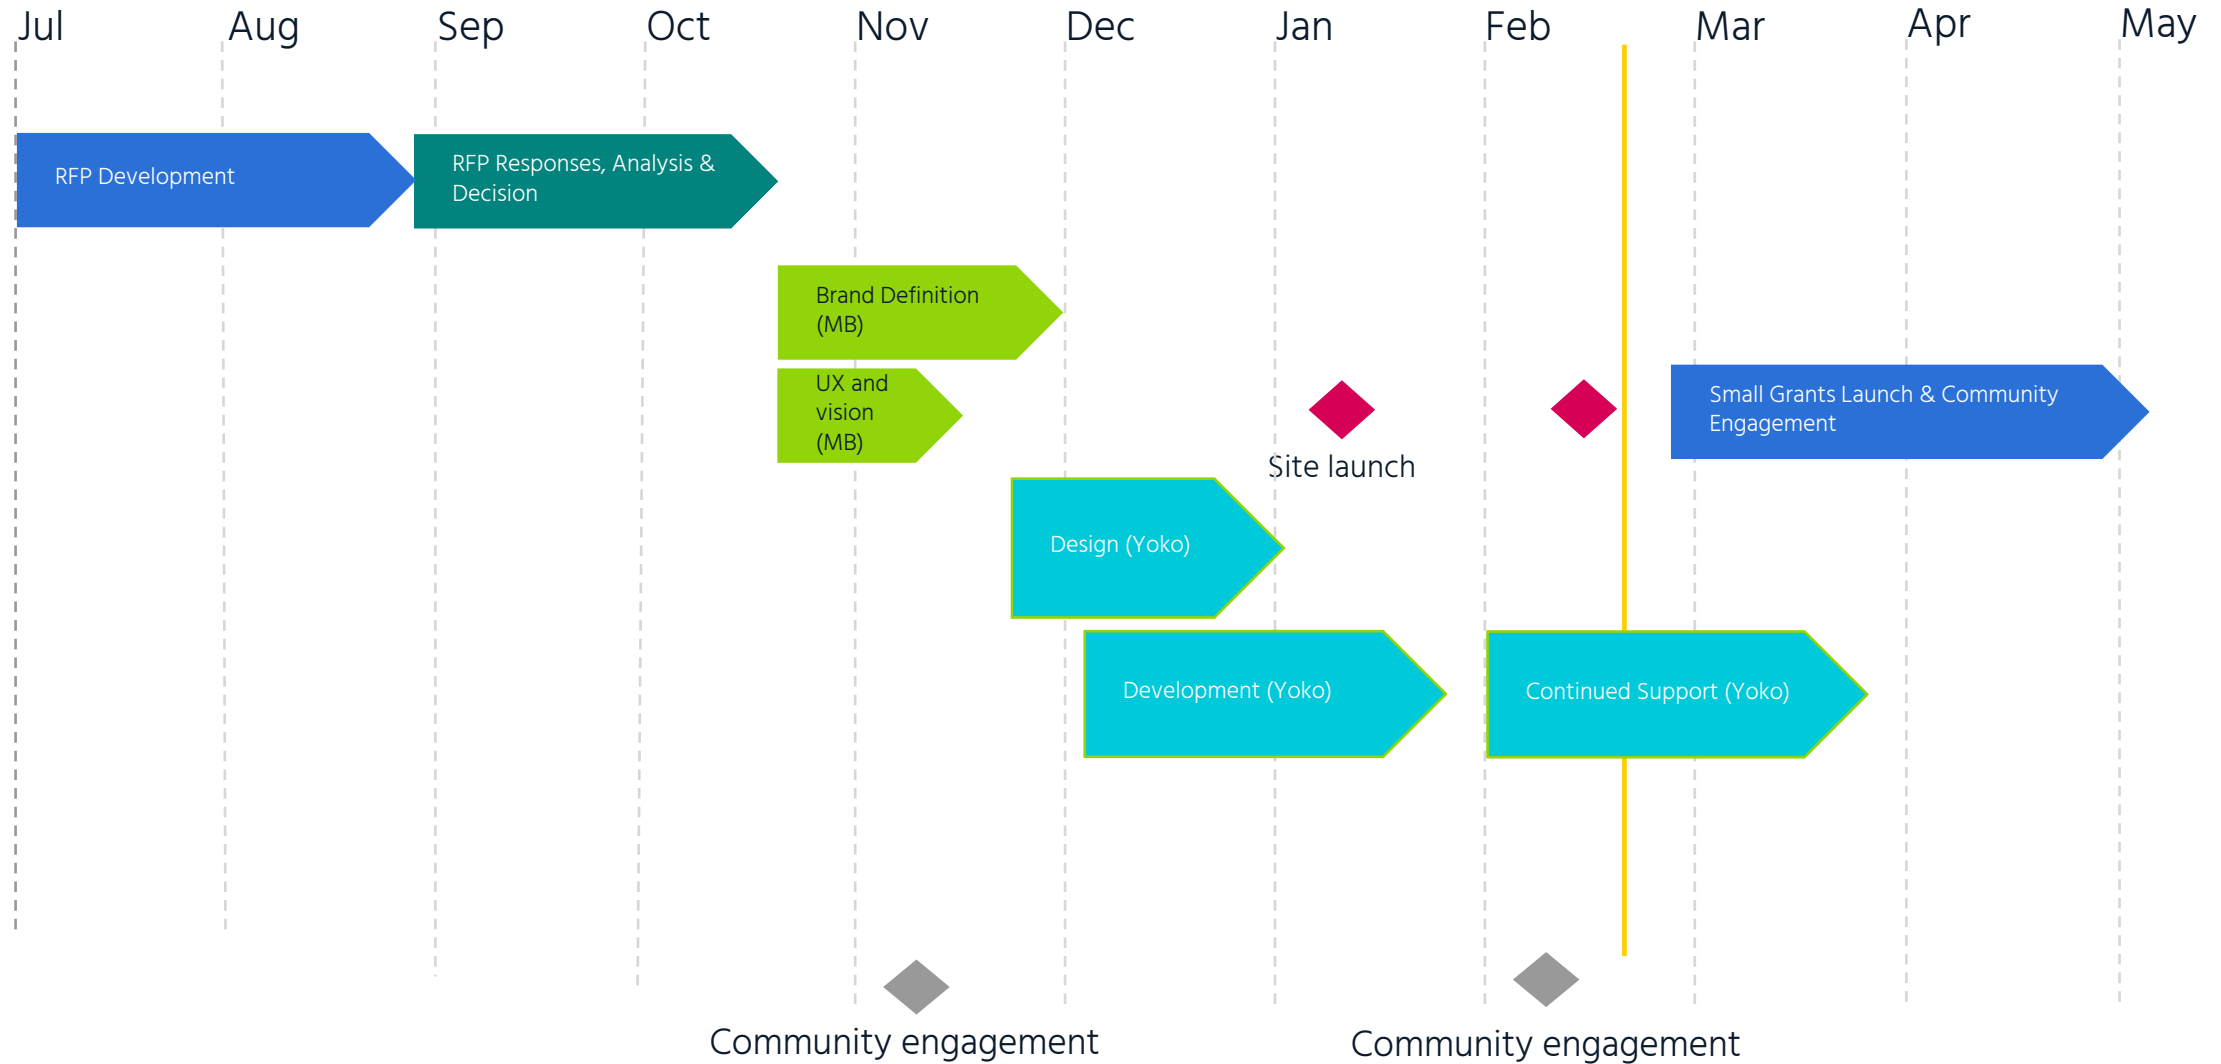 Jul
Aug
Sep
Oct
Nov
Dec
Jan
Feb
Mar
Apr
May
RFP Development
RFP Responses, Analysis &
Decision
Brand Definition
(MB)
UX and
vision
(MB)
Site launch
Small Grants Launch & Community
Engagement
Design (Yoko)
Development (Yoko)
Continued Support (Yoko)
Community engagement
Community engagement